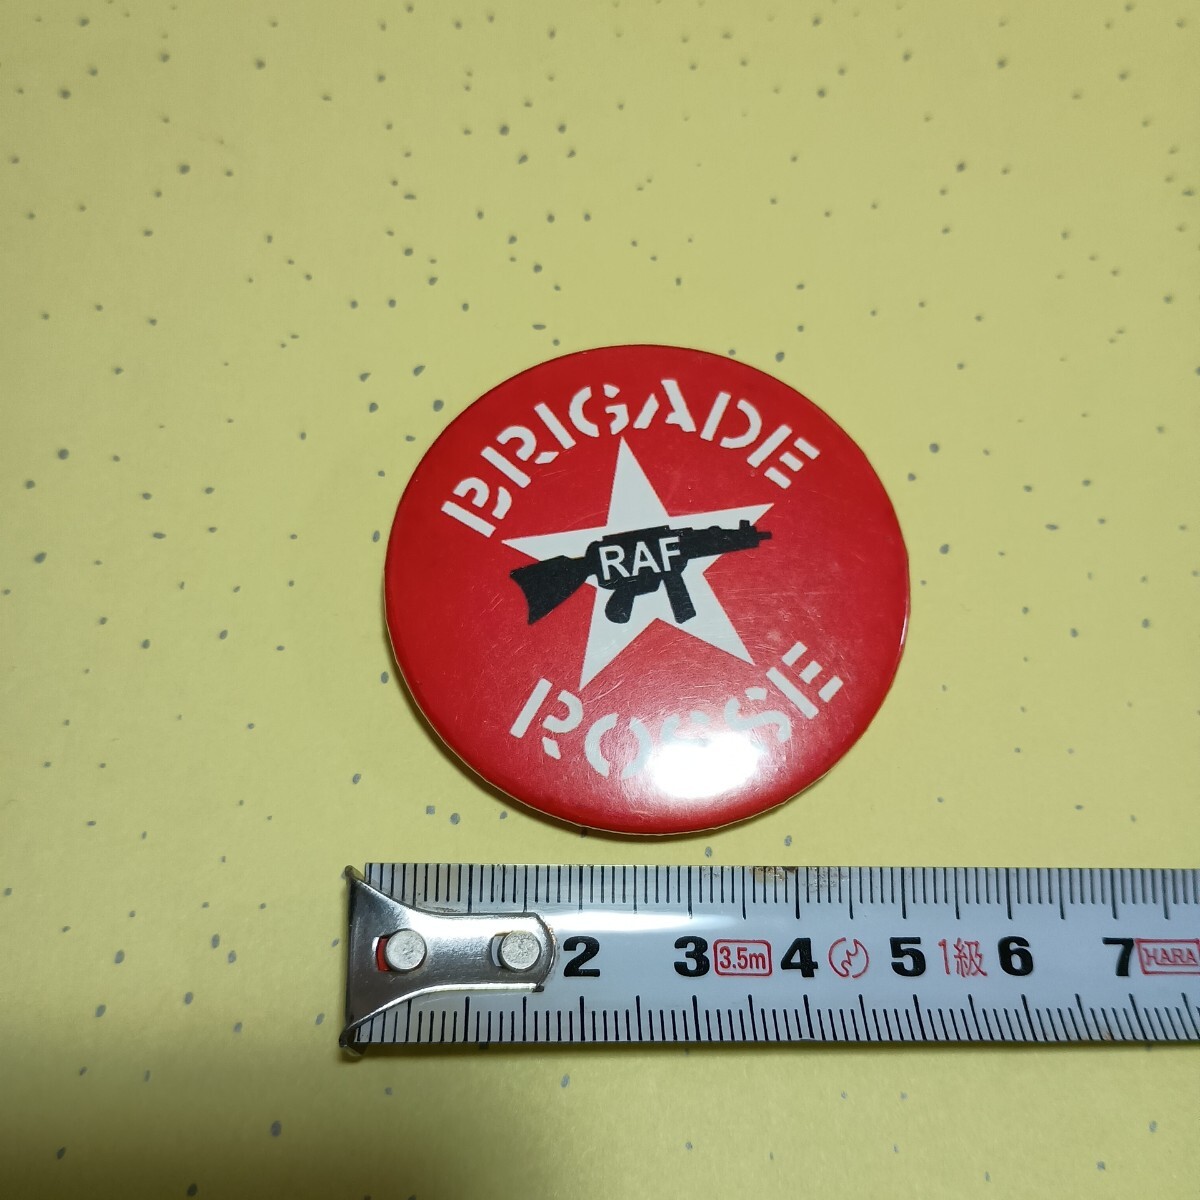 BRIGADE
RAF
ROSSE
2 3 3.5m 4 5 1級 6 7 HARA